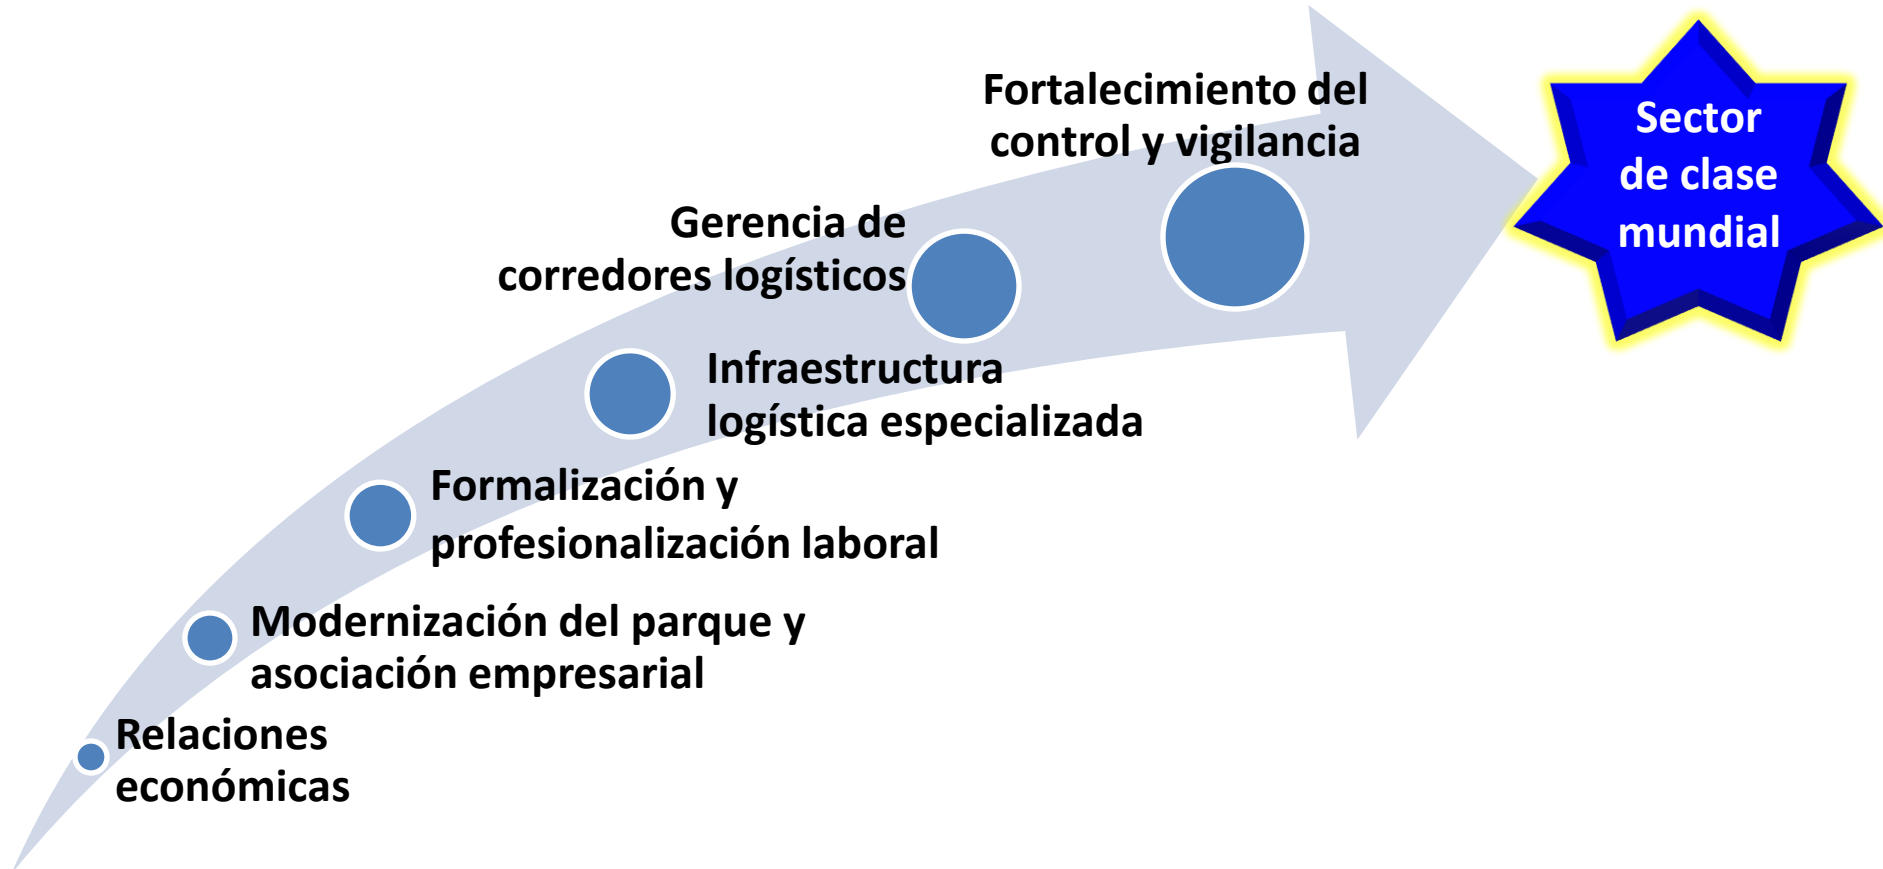 Fortalecimiento del
control y vigilancia
Sector
de clase
mundial
Gerencia de
corredores logísticos
Infraestructura
logística especializada
Formalización y
profesionalización laboral
Modernización del parque y
asociación empresarial
Relaciones
económicas